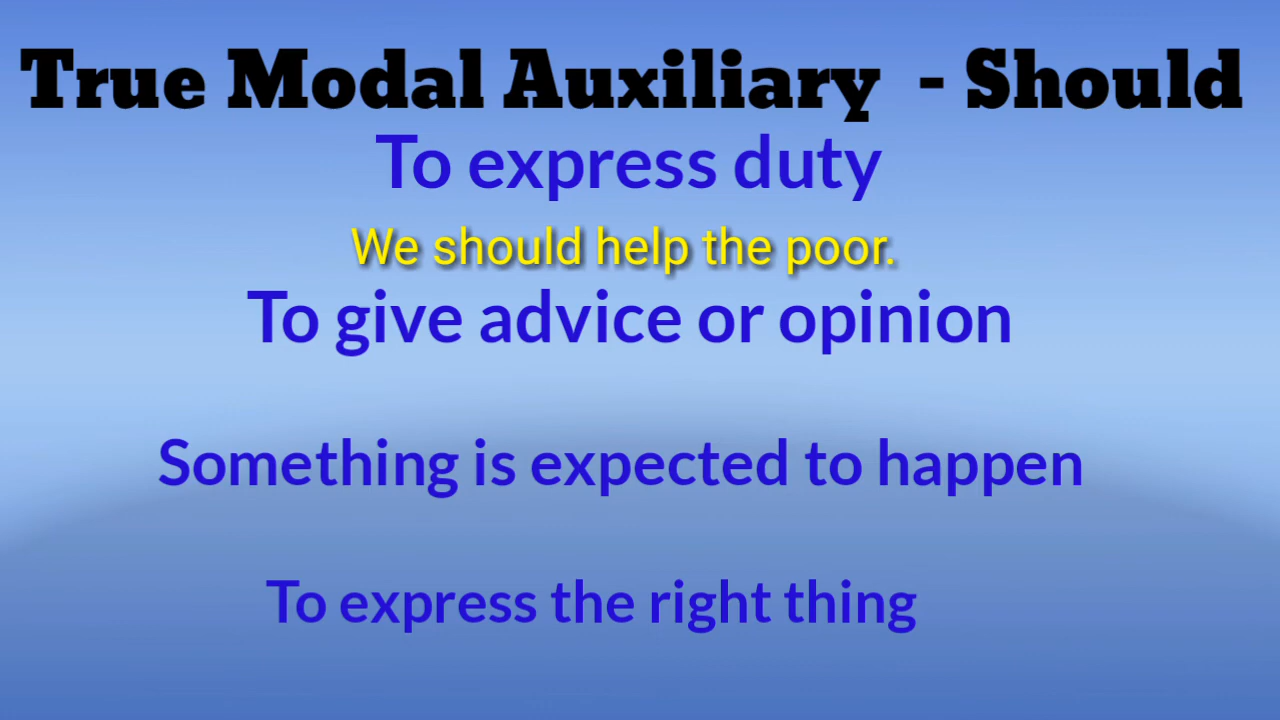 True Modal Auxiliary - Should
To express duty
We should help the poor.
To give advice or opinion
Something is expected to happen
To express the right thing